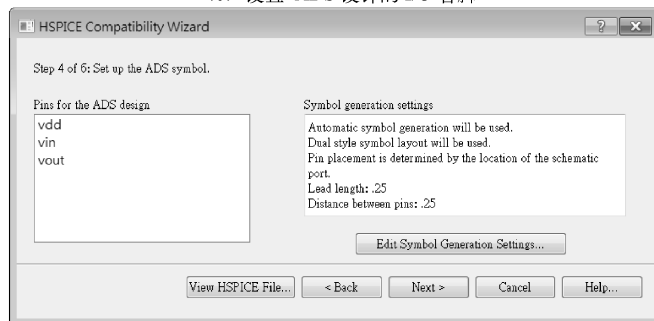 HSPICE Compatibility Wizard
Step 4 of 6: Set up the ADS symbol.
Pins for the ADS design
vdd
vin
vout
Symbol generation settings
Automatic symbol generation will be used.
Dual style symbol layout will be used.
Pin placement is determined by the location of the schematic
port.
Lead length: .25
Distance between pins: .25
Edit Symbol Generation Settings...
View HSPICE File...
< Back
Next >
Cancel
Help...